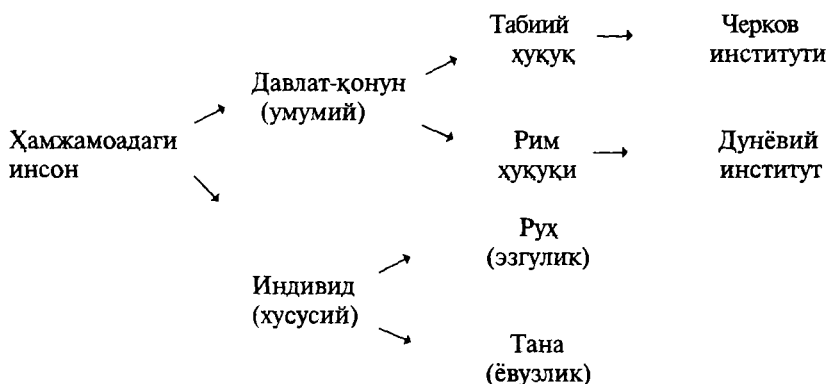 Табиий
ҳуқуқ
Черков
институти
Давлат-қонун
(умумий)
Ҳамжамоадаги
инсон
Рим
ҳуқуқи
Дунёвий
институт
Руҳ
(эзгулик)
Индивид
(хусусий)
Тана
(ёвузлик)